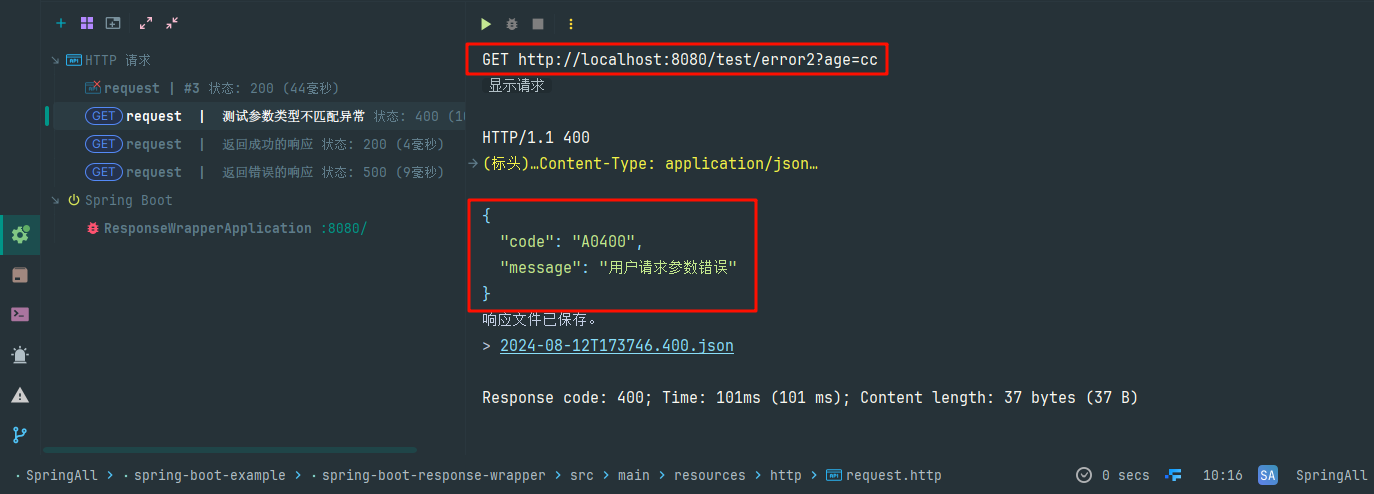 HTTP 请求
request | #3 状态: 200 (44毫秒)
GET request | 测试参数类型不匹配异常 状态: 400 (10
GET request | 返回成功的响应 状态: 200 (4毫秒)
GET request | 返回错误的响应 状态: 500 (9毫秒)
Spring Boot
ResponseWrapperApplication :8080/
GET http://localhost:8080/test/error2?age=cc
显示请求
HTTP/1.1 400
(标头)…Content-Type: application/json…
{
"code": "A0400",
"message": "用户请求参数错误"
}
响应文件已保存。
> 2024-08-12T173746.400.json
Response code: 400; Time: 101ms (101 ms); Content length: 37 bytes (37 B)
SpringAll > spring-boot-example > spring-boot-response-wrapper > src > main > resources > http > API request.http
0 secs 10:16 SA SpringAll